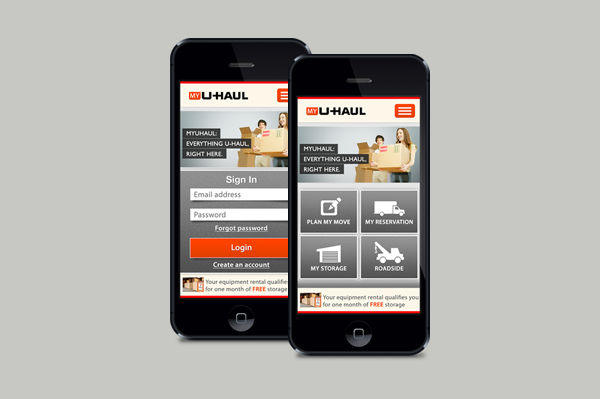 MY U-HAUL
MYUHAUL:
EVERYTHING U-HAUL,
RIGHT HERE.
Sign In
Email address
Password
Forgot password
Login
Create an account
Your equipment rental qualifies
for one month of FREE storage
MY U-HAUL
MYUHAUL:
EVERYTHING U-HAUL,
RIGHT HERE.
PLAN MY MOVE
MY RESERVATION
MY STORAGE
ROADSIDE
Your equipment rental qualifies you
for one month of FREE storage